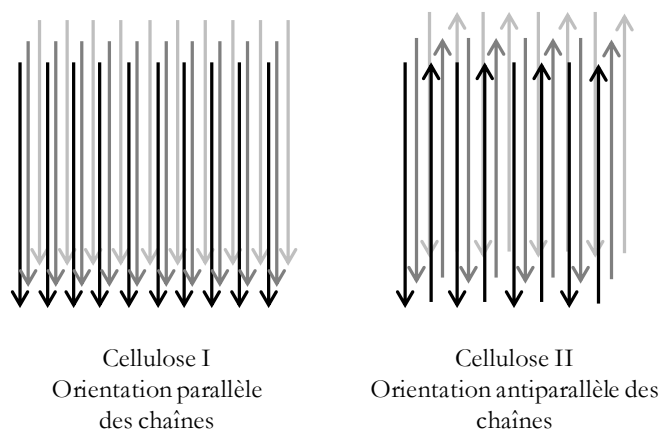 Cellulose I
Orientation parallèle
des chaînes
Cellulose II
Orientation antiparallèle des
chaînes